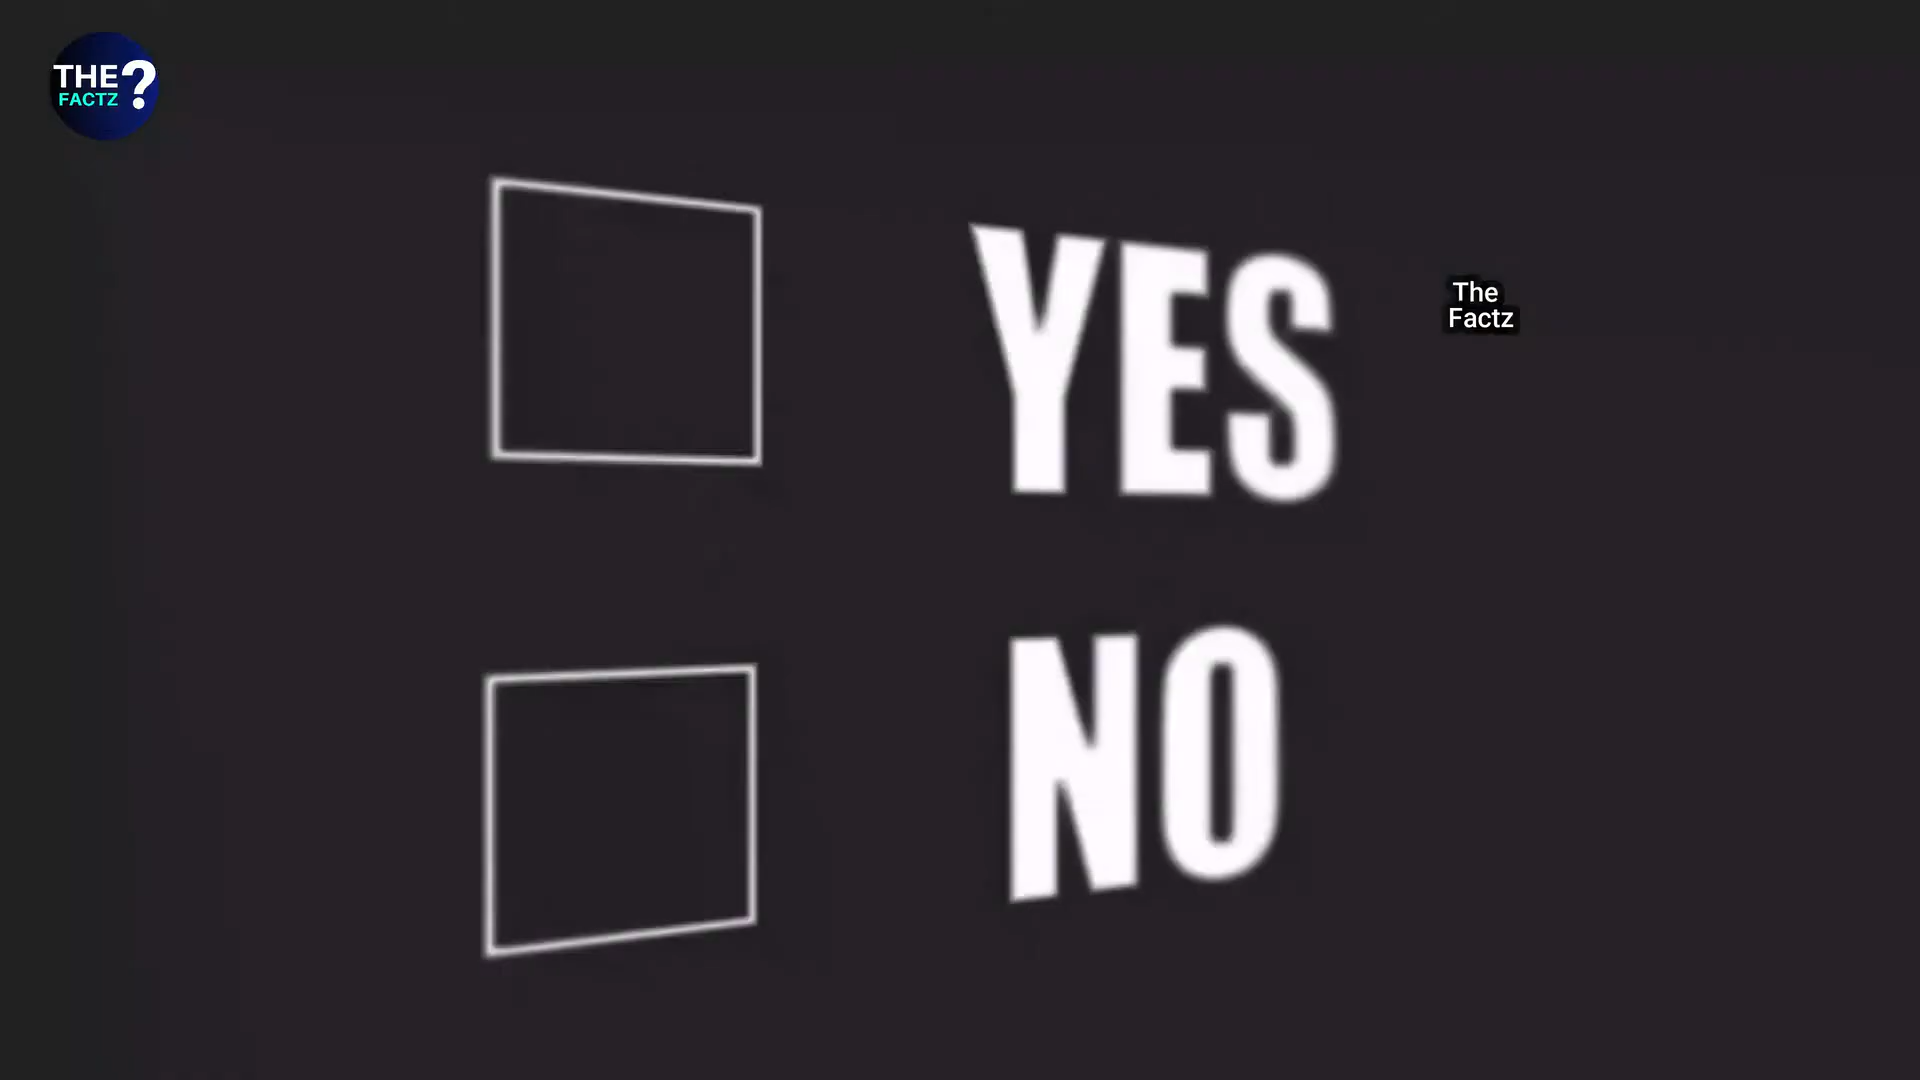 THE ?
FACTZ
YES
The
Factz
NO